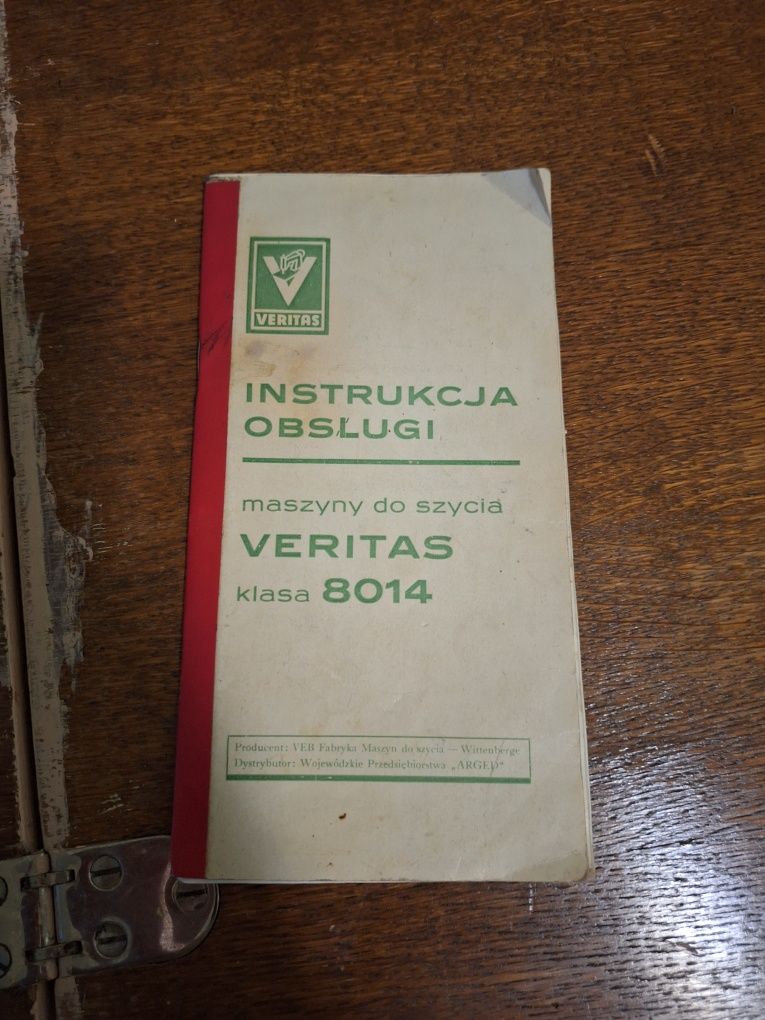 VERITAS
INSTRUKCJA
OBSŁUGI
maszyny do szycia
VERITAS
klasa 8014
Producent: VEB Fabryka Maszyn do szycia — Wittenberge
Dystrybutor: Wojewódzkie Przedsiębiorstwa „ARGED"